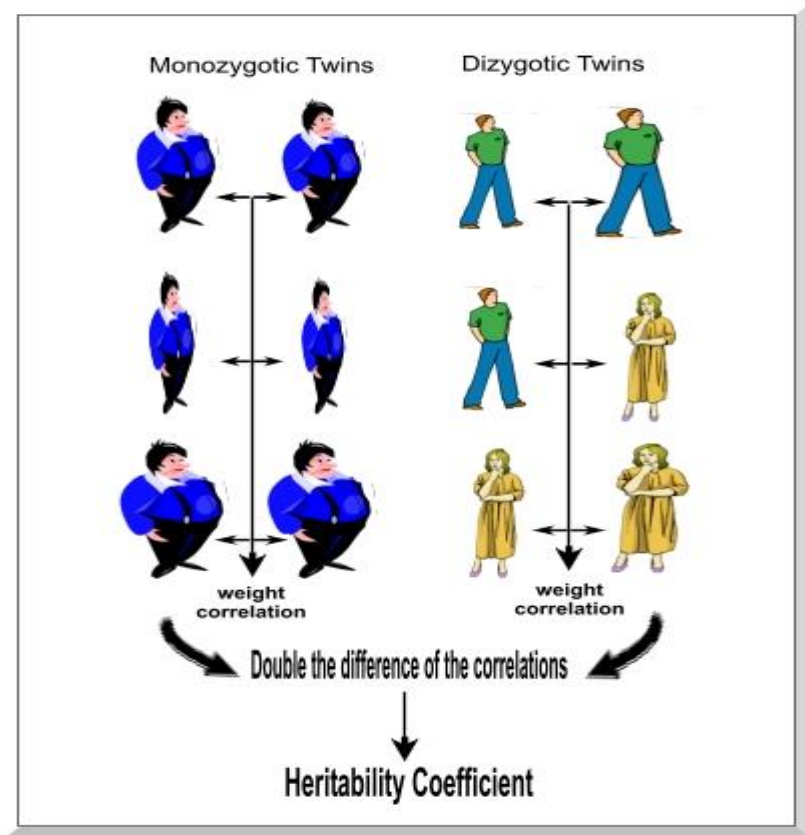 Monozygotic Twins
Dizygotic Twins
weight
correlation
weight
correlation
Double the difference of the correlations
Heritability Coefficient